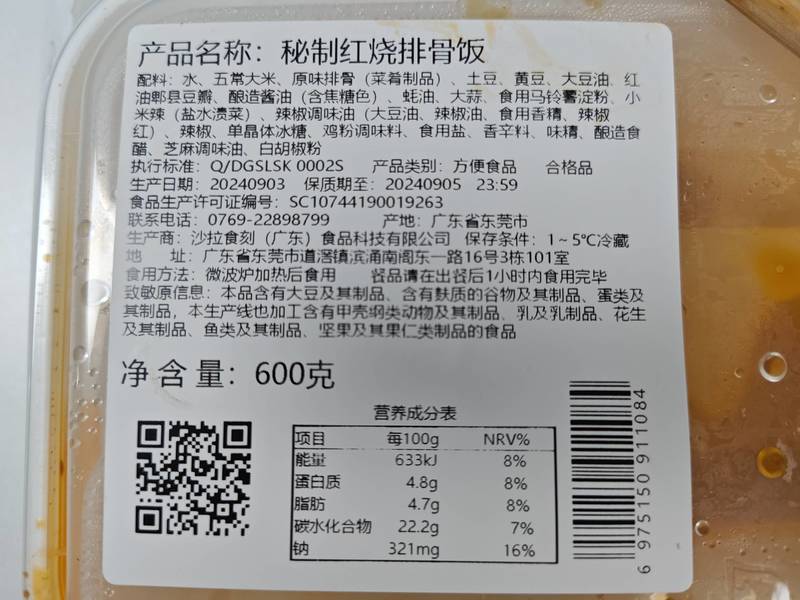 产品名称：秘制红烧排骨饭
配料：水、五常大米、原味排骨（菜肴制品）、土豆、黄豆、大豆油、红
油郫县豆瓣、酿造酱油（含焦糖色）、蚝油、大蒜、食用马铃薯淀粉、小
米辣（盐水渍菜）、辣椒调味油（大豆油、辣椒油、食用香精、辣椒
红）、辣椒、单晶体冰糖、鸡粉调味料、食用盐、香辛料、味精、酿造食
醋、芝麻调味油、白胡椒粉
执行标准：Q/DGSLSK 0002S 产品类别：方便食品 合格品
生产日期：20240903 保质期至：20240905 23:59
食品生产许可证编号：SC10744190019263
联系电话：0769-22898799 产地：广东省东莞市
生产商：沙拉食刻（广东）食品科技有限公司 保存条件：1~5℃冷藏
地 址：广东省东莞市道滘镇滨涌南阁东一路16号3栋101室
食用方法：微波炉加热后食用 餐品请在出餐后1小时内食用完毕
致敏原信息：本品含有大豆及其制品、含有麸质的谷物及其制品、蛋类及
其制品，本生产线也加工含有甲壳纲类动物及其制品、乳及乳制品、花生
及其制品、鱼类及其制品、坚果及其果仁类制品的食品
净含量：600克
营养成分表
项目 每100g NRV%
能量 633kJ 8%
蛋白质 4.8g 8%
脂肪 4.7g 8%
碳水化合物 22.2g 7%
钠 321mg 16%
6 975150 911084